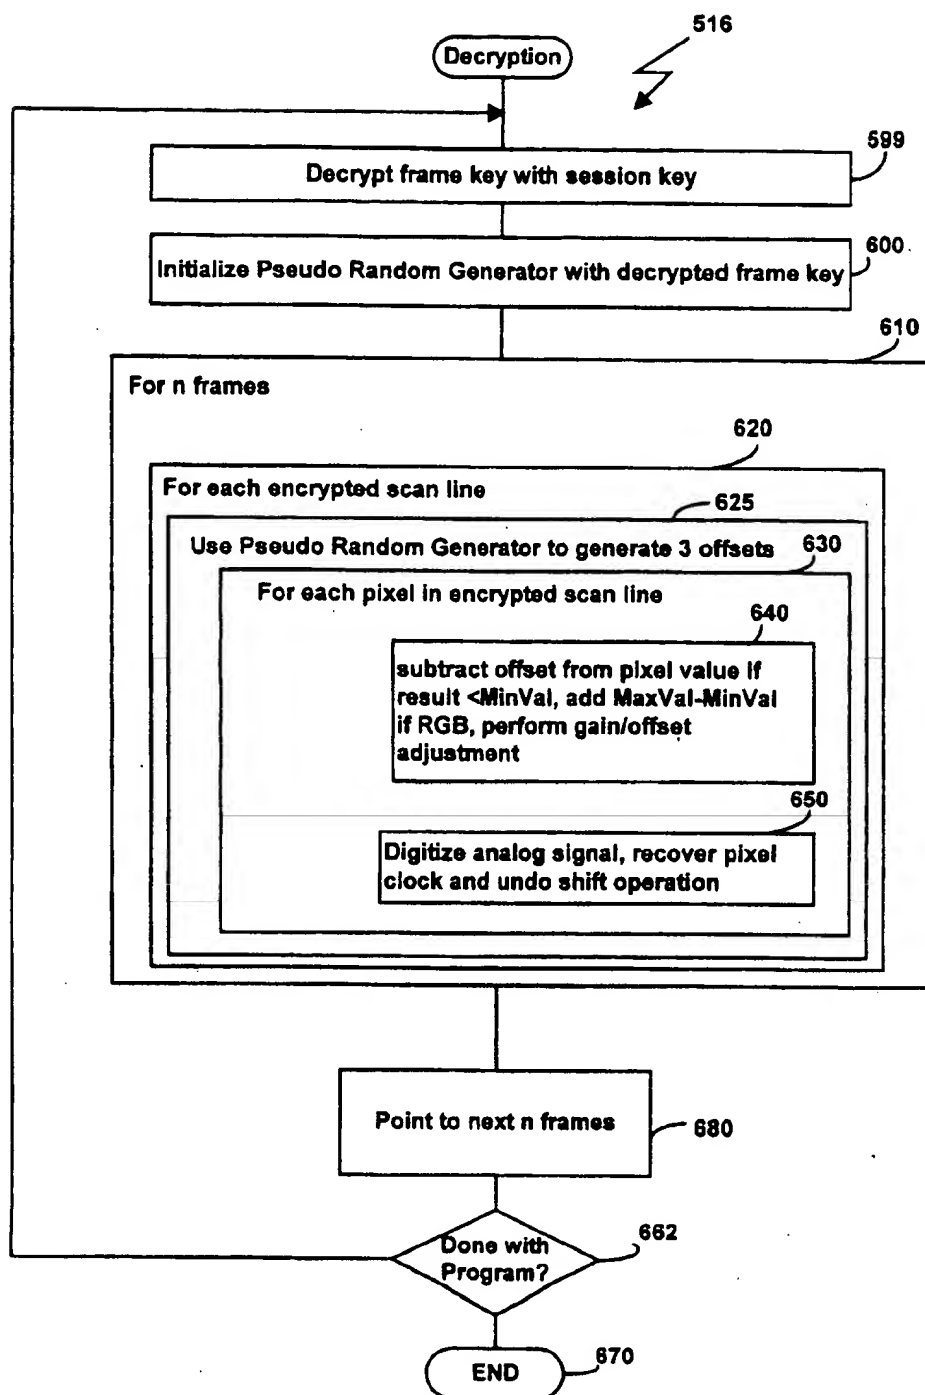 516
Decryption
599
Decrypt frame key with session key
600
Initialize Pseudo Random Generator with decrypted frame key
610
For n frames
620
For each encrypted scan line
625
Use Pseudo Random Generator to generate 3 offsets
630
For each pixel in encrypted scan line
640
subtract offset from pixel value if
result <MinVal, add MaxVal-MinVal
if RGB, perform gain/offset
adjustment
650
Digitize analog signal, recover pixel
clock and undo shift operation
Point to next n frames
680
Done with
Program?
662
END
670